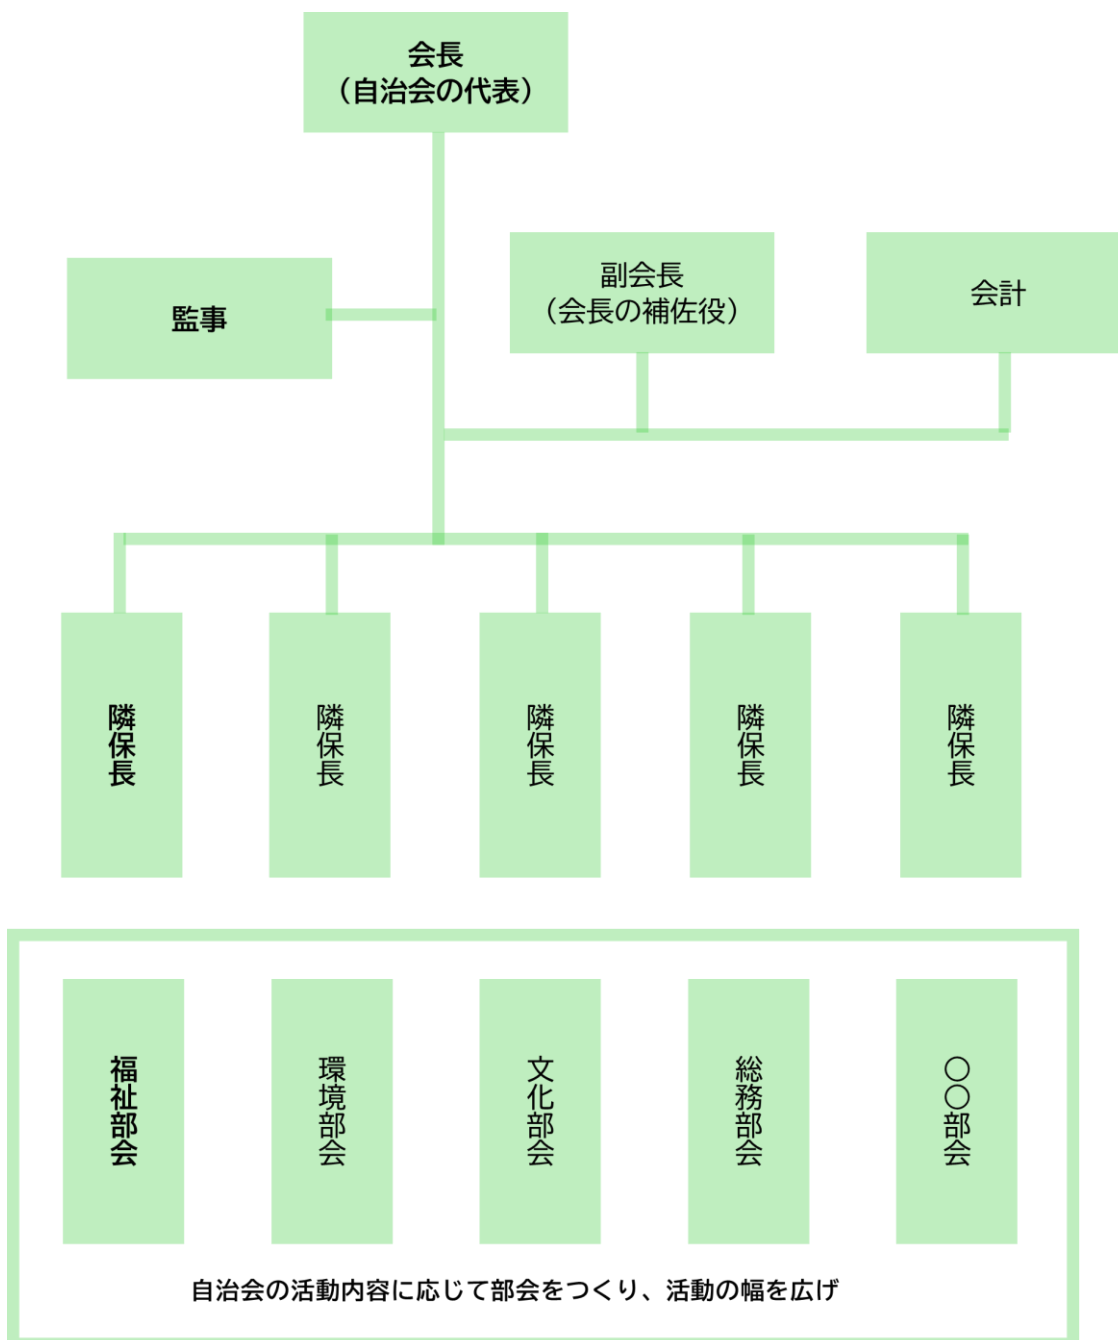 会長
（自治会の代表）
監事
副会長
（会長の補佐役）
会計
隣保長
隣保長
隣保長
隣保長
隣保長
福祉部会
環境部会
文化部会
総務部会
〇〇部会
自治会の活動内容に応じて部会をつくり、活動の幅を広げ